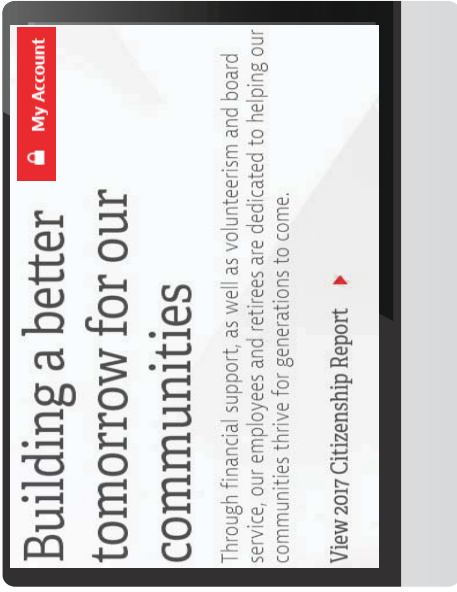 My Account
Building a better
tomorrow for our
communities
Through financial support, as well as volunteerism and board
service, our employees and retirees are dedicated to helping our
communities thrive for generations to come.
View 2017 Citizenship Report